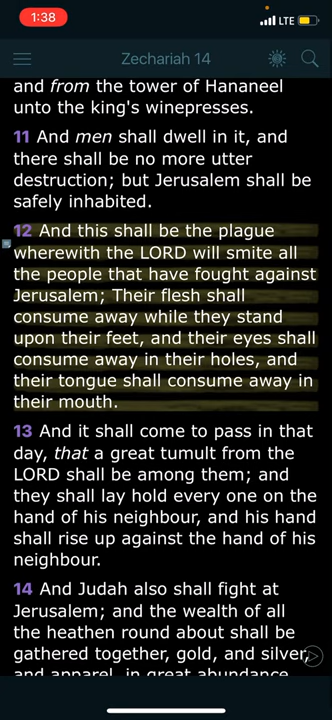 1:38
LTE
Zechariah 14
and from the tower of Hananeel
unto the king's winepresses.
11 And men shall dwell in it, and
there shall be no more utter
destruction; but Jerusalem shall be
safely inhabited.
12 And this shall be the plague
wherewith the LORD will smite all
the people that have fought against
Jerusalem; Their flesh shall
consume away while they stand
upon their feet, and their eyes shall
consume away in their holes, and
their tongue shall consume away in
their mouth.
13 And it shall come to pass in that
day, that a great tumult from the
LORD shall be among them; and
they shall lay hold every one on the
hand of his neighbour, and his hand
shall rise up against the hand of his
neighbour.
14 And Judah also shall fight at
Jerusalem; and the wealth of all
the heathen round about shall be
gathered together, gold, and silver,
and apparel, in great abundance.